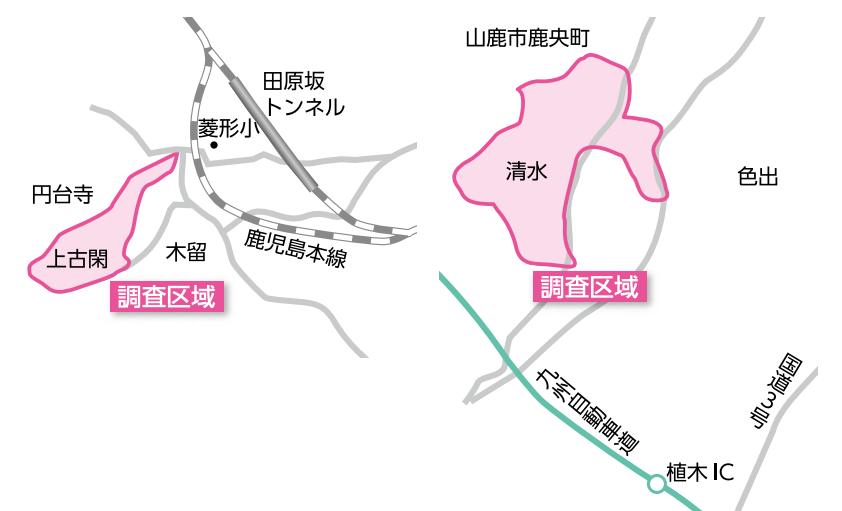 田原坂
トンネル
菱形小
円台寺
上古閑
木留
鹿児島本線
調査区域
山鹿市鹿央町
清水
色出
調査区域
九州自動車道
国道3号
植木IC